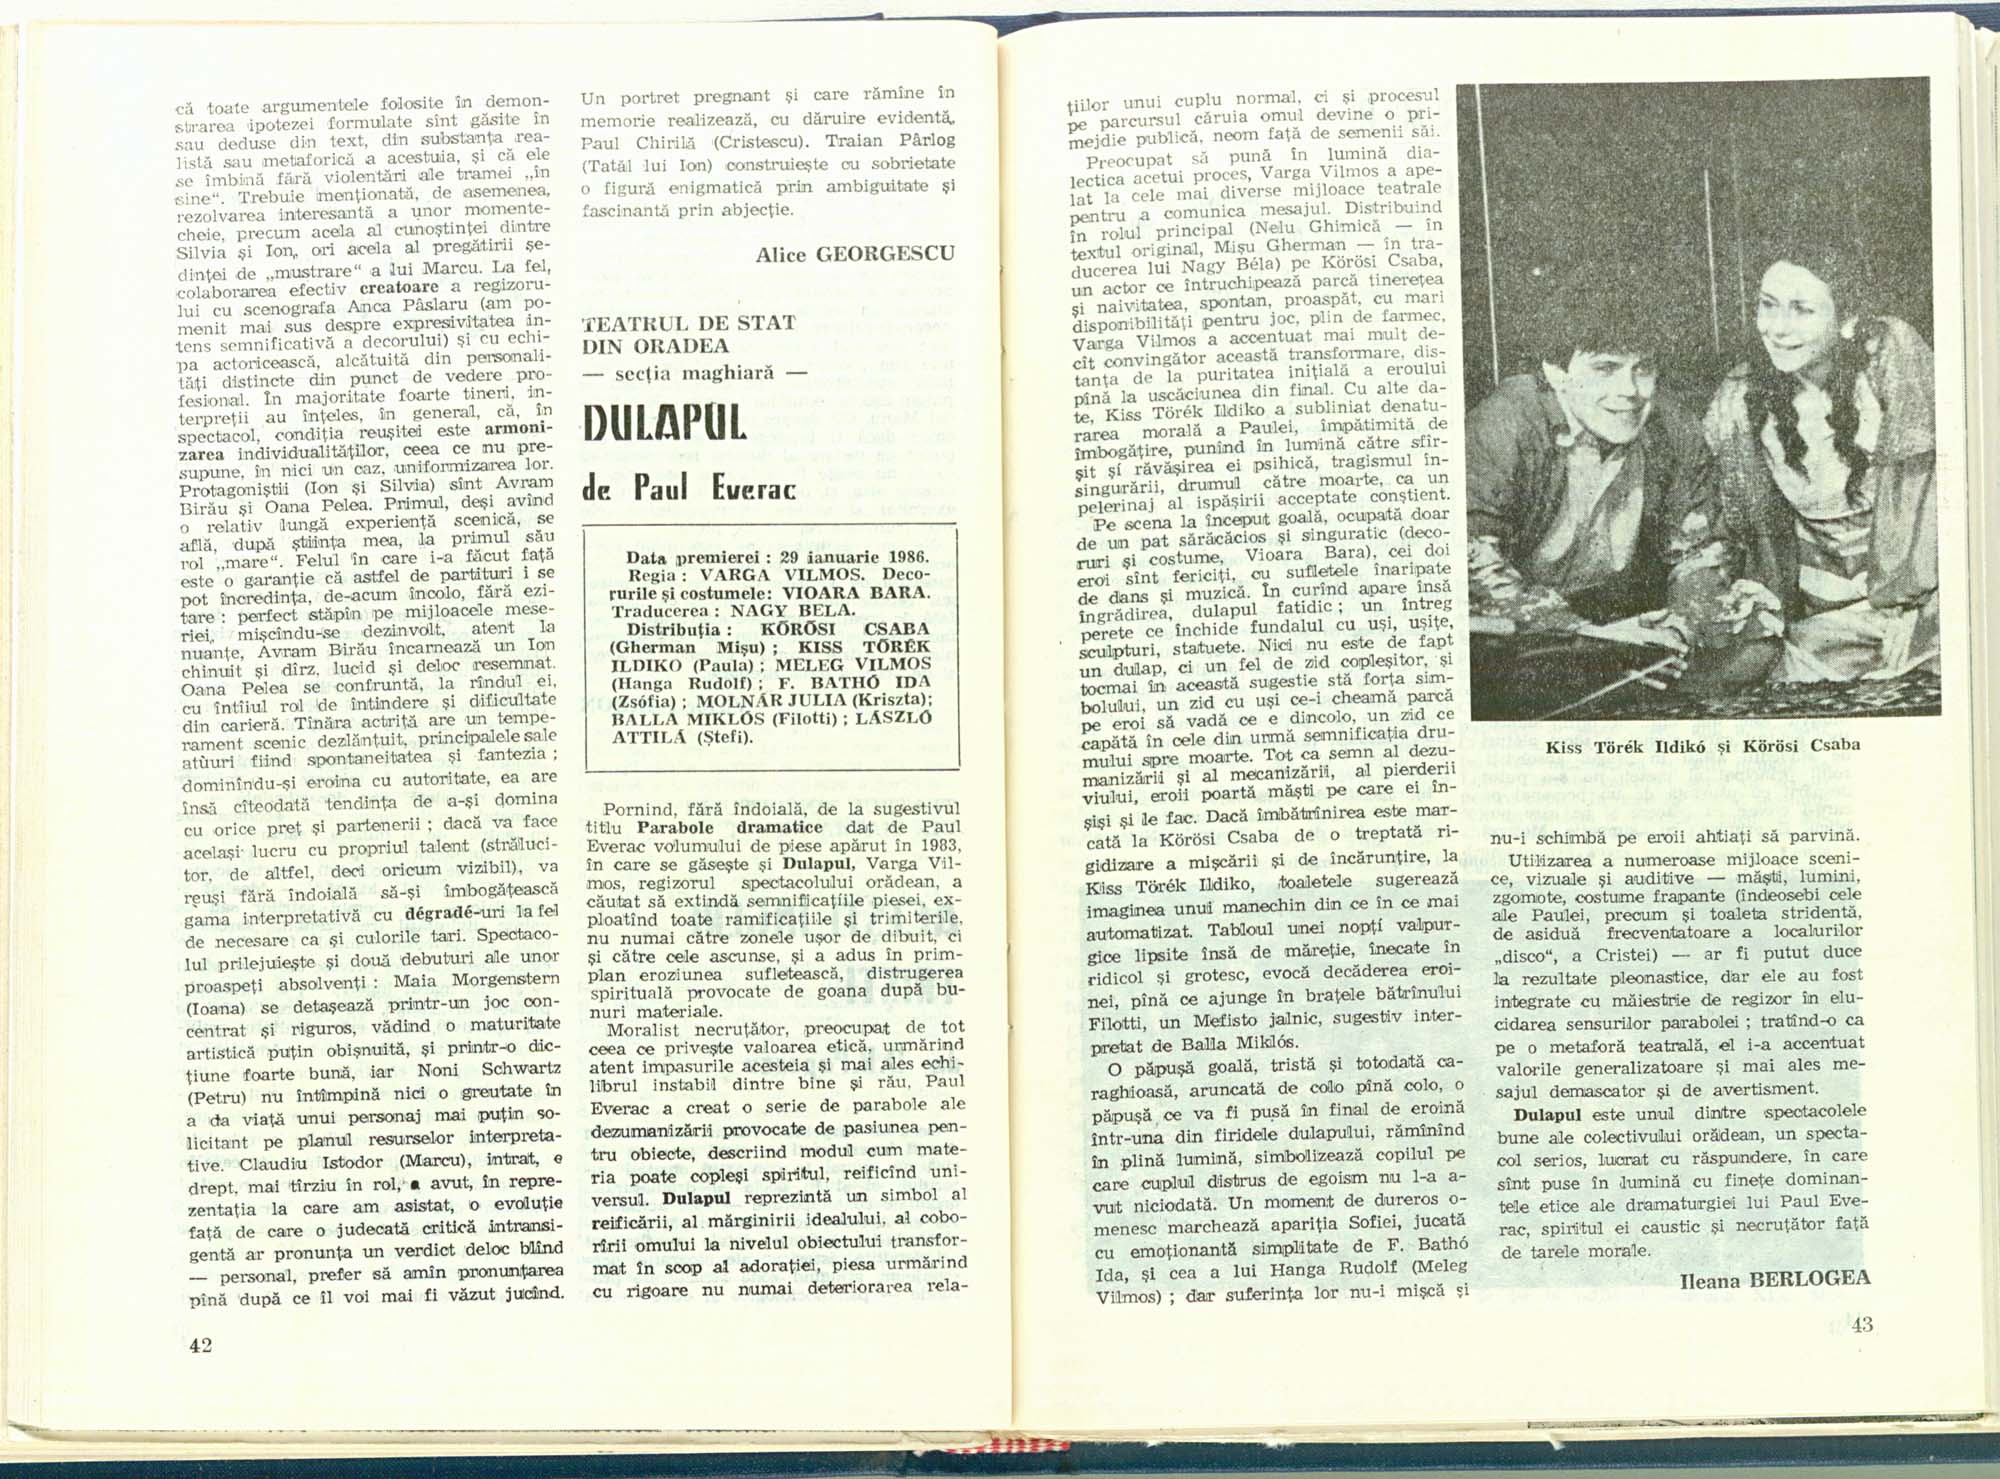 că toate argumentele folosite în demon-
strarea ipotezei formulate sînt găsite în
sau deduse din text, din substanța rea-
listă sau metaforică a acestuia, și că ele
se îmbină fără violentări ale tramei „în
sine“. Trebuie menționată, de asemenea,
rezolvarea interesantă a unor momente-
cheie, precum acela al cunoștinței dintre
Silvia și Ion, ori acela al pregătirii șe-
dinței de „mustrare“ a lui Marcu. La fel,
colaborarea efectiv creatoare a regizoru-
lui cu scenografa Anca Pâslaru (am po-
menit mai sus despre expresivitatea in-
tens semnificativă a decorului) și cu echi-
pa actoricească, alcătuită din personali-
tăți distincte din punct de vedere pro-
fesional. În majoritate foarte tineri, in-
terpreții au înțeles, în general, că, în
spectacol, condiția reușitei este armoni-
zarea individualităților, ceea ce nu pre-
supune, în nici un caz, uniformizarea lor.
Protagoniștii (Ion și Silvia) sînt Avram
Birău și Oana Pelea. Primul, deși avînd
o relativ lungă experiență scenică, se
află, după știința mea, la primul său
rol „mare“. Felul în care i-a făcut față
este o garanție că astfel de partituri i se
pot încredința, de-acum încolo, fără ezi-
tare : perfect stăpîn pe mijloacele mese-
riei, mișcîndu-se dezinvolt, atent la
nuanțe, Avram Birău încarnează un Ion
chinuit și dîrz, lucid și deloc resemnat.
Oana Pelea se confruntă, la rîndul ei,
cu întîiul rol de întindere și dificultate
din carieră. Tînăra actriță are un tempe-
rament scenic dezlănțuit, principalele sale
atuuri fiind spontaneitatea și fantezia ;
dominîndu-și eroina cu autoritate, ea are
însă cîteodată tendința de a-și domina
cu orice preț și partenerii ; dacă va face
același lucru cu propriul talent (străluci-
tor, de altfel, deci oricum vizibil), va
reuși fără îndoială să-și îmbogățească
gama interpretativă cu dégradé-uri la fel
de necesare ca și culorile tari. Spectaco-
lul prilejuiește și două debuturi ale unor
proaspeți absolvenți : Maia Morgenstern
(Ioana) se detașează printr-un joc con-
centrat și riguros, vădind o maturitate
artistică puțin obișnuită, și printr-o dic-
țiune foarte bună, iar Noni Schwartz
(Petru) nu întîmpină nici o greutate în
a da viață unui personaj mai puțin so-
licitant pe planul resurselor interpreta-
tive. Claudiu Istodor (Marcu), intrat, e
drept, mai tîrziu în rol, a avut, în repre-
zentația la care am asistat, o evoluție
față de care o judecată critică intransi-
gentă ar pronunța un verdict deloc blînd
— personal, prefer să amîn pronunțarea
pînă după ce îl voi mai fi văzut jucînd.
42
Un portret pregnant și care rămîne în
memorie realizează, cu dăruire evidentă,
Paul Chirilă (Cristescu). Traian Pârlog
(Tatăl lui Ion) construiește cu sobrietate
o figură enigmatică prin ambiguitate și
fascinantă prin abjecție.
Alice GEORGESCU
TEATRUL DE STAT
DIN ORADEA
— secția maghiară —
DULAPUL
de Paul Everac
Data premierei : 29 ianuarie 1986.
Regia : VARGA VILMOS. Deco-
rurile și costumele: VIOARA BARA.
Traducerea : NAGY BELA.
Distribuția : KŐRŐSI CSABA
(Gherman Mișu) ; KISS TŐRÉK
ILDIKO (Paula) ; MELEG VILMOS
(Hanga Rudolf) ; F. BATHÓ IDA
(Zsófia) ; MOLNÁR JULIA (Kriszta);
BALLA MIKLÓS (Filotti) ; LÁSZLÓ
ATTILÁ (Ștefi).
Pornind, fără îndoială, de la sugestivul
titlu Parabole dramatice dat de Paul
Everac volumului de piese apărut în 1983,
în care se găsește și Dulapul, Varga Vil-
mos, regizorul spectacolului orădean, a
căutat să extindă semnificațiile piesei, ex-
ploatînd toate ramificațiile și trimiterile,
nu numai către zonele ușor de dibuit, ci
și către cele ascunse, și a adus în prim-
plan eroziunea sufletească, distrugerea
spirituală provocate de goana după bu-
nuri materiale.
Moralist necruțător, preocupat de tot
ceea ce privește valoarea etică, urmărind
atent impasurile acesteia și mai ales echi-
librul instabil dintre bine și rău, Paul
Everac a creat o serie de parabole ale
dezumanizării provocate de pasiunea pen-
tru obiecte, descriind modul cum mate-
ria poate copleși spiritul, reificînd uni-
versul. Dulapul reprezintă un simbol al
reificării, al mărginirii idealului, al cobo-
rîrii omului la nivelul obiectului transfor-
mat în scop al adorației, piesa urmărind
cu rigoare nu numai deteriorarea rela-
țiilor unui cuplu normal, ci și procesul
pe parcursul căruia omul devine o pri-
mejdie publică, neom față de semenii săi.
Preocupat să pună în lumină dia-
lectica acetui proces, Varga Vilmos a ape-
lat la cele mai diverse mijloace teatrale
pentru a comunica mesajul. Distribuind
în rolul principal (Nelu Ghimică — în
textul original, Mișu Gherman — în tra-
ducerea lui Nagy Béla) pe Körösi Csaba,
un actor ce întruchipează parcă tinerețea
și naivitatea, spontan, proaspăt, cu mari
disponibilități pentru joc, plin de farmec,
Varga Vilmos a accentuat mai mult de-
cît convingător această transformare, dis-
tanța de la puritatea inițială a eroului
pînă la uscăciunea din final. Cu alte da-
te, Kiss Törék Ildiko a subliniat denatu-
rarea morală a Paulei, împătimită de
îmbogățire, punînd în lumină către sfîr-
șit și răvășirea ei psihică, tragismul în-
singurării, drumul către moarte, ca un
pelerinaj al ispășirii acceptate conștient.
Pe scena la început goală, ocupată doar
de un pat sărăcăcios și singuratic (deco-
ruri și costume, Vioara Bara), cei doi
eroi sînt fericiți, cu sufletele înaripate
de dans și muzică. În curînd apare însă
îngrădirea, dulapul fatidic ; un întreg
perete ce închide fundalul cu uși, ușițe,
sculpturi, statuete. Nici nu este de fapt
un dulap, ci un fel de zid copleșitor, și
tocmai în această sugestie stă forța sim-
bolului, un zid cu uși ce-i cheamă parcă
pe eroi să vadă ce e dincolo, un zid ce
capătă în cele din urmă semnificația dru-
mului spre moarte. Tot ca semn al dezu-
manizării și al mecanizării, al pierderii
viului, eroii poartă măști pe care ei în-
șiși și le fac. Dacă îmbătrînirea este mar-
cată la Körösi Csaba de o treptată ri-
gidizare a mișcării și de încărunțire, la
Kiss Törék Ildiko, toaletele sugerează
imaginea unui manechin din ce în ce mai
automatizat. Tabloul unei nopți valpur-
gice lipsite însă de măreție, înecate în
ridicol și grotesc, evocă decăderea eroi-
nei, pînă ce ajunge în brațele bătrînului
Filotti, un Mefisto jalnic, sugestiv inter-
pretat de Balla Miklós.
O păpușă goală, tristă și totodată ca-
raghioasă, aruncată de colo pînă colo, o
păpușă ce va fi pusă în final de eroină
într-una din firidele dulapului, rămînînd
în plină lumină, simbolizează copilul pe
care cuplul distrus de egoism nu l-a a-
vut niciodată. Un moment de dureros o-
menesc marchează apariția Sofiei, jucată
cu emoționantă simplitate de F. Bathó
Ida, și cea a lui Hanga Rudolf (Meleg
Vilmos) ; dar suferința lor nu-i mișcă și
Kiss Törék Ildikó și Körösi Csaba
nu-i schimbă pe eroii ahtiați să parvină.
Utilizarea a numeroase mijloace sceni-
ce, vizuale și auditive — măști, lumini,
zgomote, costume frapante (îndeosebi cele
ale Paulei, precum și toaleta stridentă,
de asiduă frecventatoare a localurilor
„disco“, a Cristei) — ar fi putut duce
la rezultate pleonastice, dar ele au fost
integrate cu măiestrie de regizor în elu-
cidarea sensurilor parabolei ; tratînd-o ca
pe o metaforă teatrală, el i-a accentuat
valorile generalizatoare și mai ales me-
sajul demascator și de avertisment.
Dulapul este unul dintre spectacolele
bune ale colectivului orădean, un specta-
col serios, lucrat cu răspundere, în care
sînt puse în lumină cu finețe dominan-
tele etice ale dramaturgiei lui Paul Eve-
rac, spiritul ei caustic și necruțător față
de tarele morale.
Ileana BERLOGEA
43